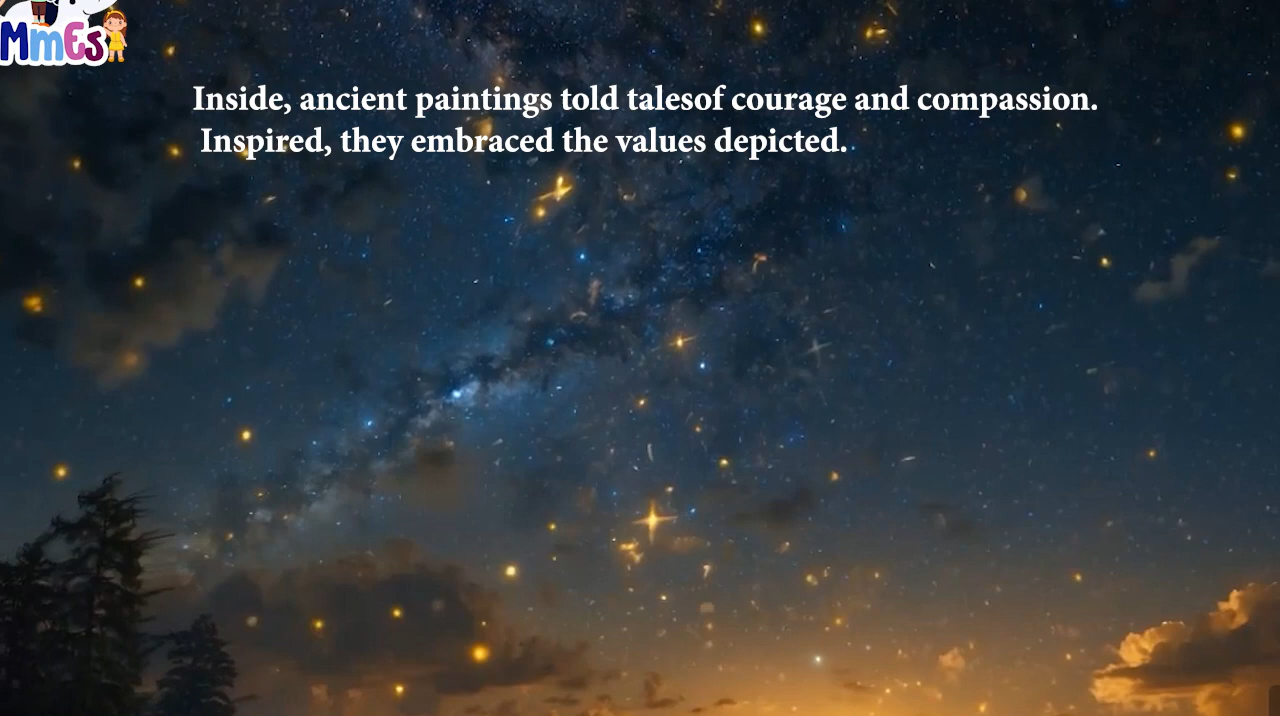 MmEs
Inside, ancient paintings told talesof courage and compassion.
Inspired, they embraced the values depicted.